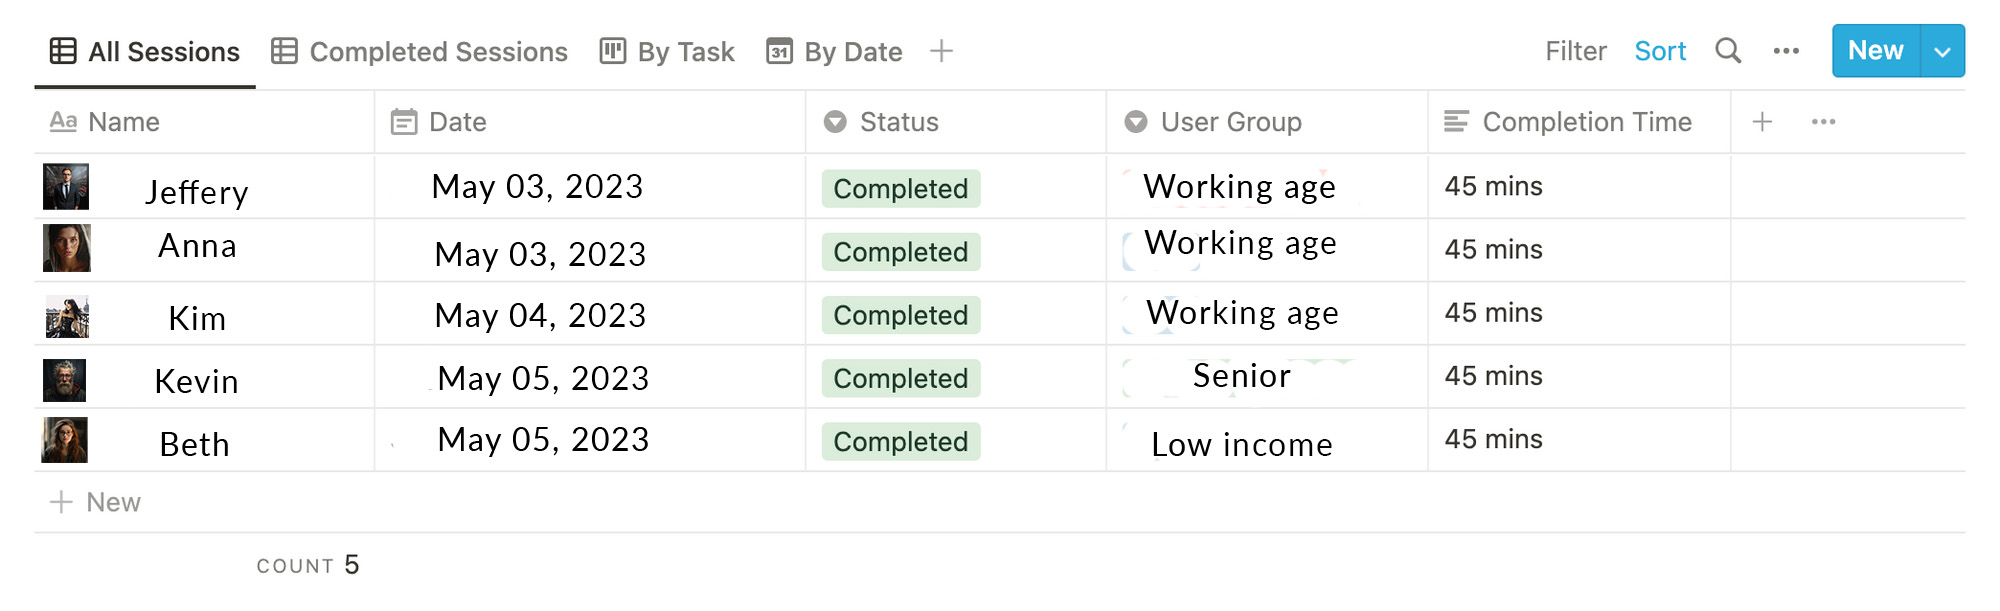 All Sessions Completed Sessions By Task 31 By Date + Filter Sort New
Aa Name Date Status User Group Completion Time +
Jeffery May 03, 2023 Completed Working age 45 mins
Anna May 03, 2023 Completed Working age 45 mins
Kim May 04, 2023 Completed Working age 45 mins
Kevin May 05, 2023 Completed Senior 45 mins
Beth May 05, 2023 Completed Low income 45 mins
+ New
COUNT 5